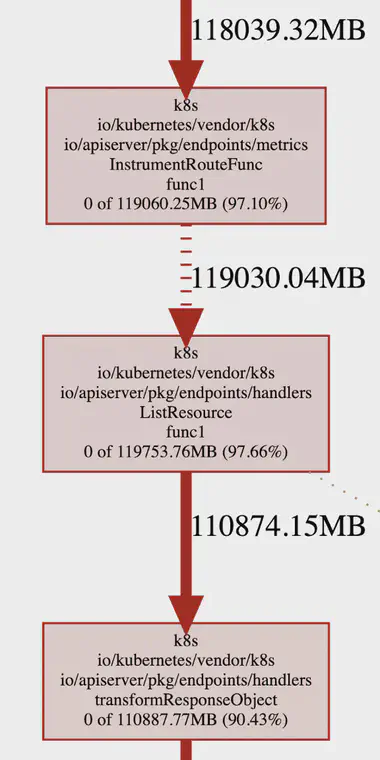 118039.32MB
k8s
io/kubernetes/vendor/k8s
io/apiserver/pkg/endpoints/metrics
InstrumentRouteFunc
func1
0 of 119060.25MB (97.10%)
119030.04MB
k8s
io/kubernetes/vendor/k8s
io/apiserver/pkg/endpoints/handlers
ListResource
func1
0 of 119753.76MB (97.66%)
110874.15MB
k8s
io/kubernetes/vendor/k8s
io/apiserver/pkg/endpoints/handlers
transformResponseObject
0 of 110887.77MB (90.43%)